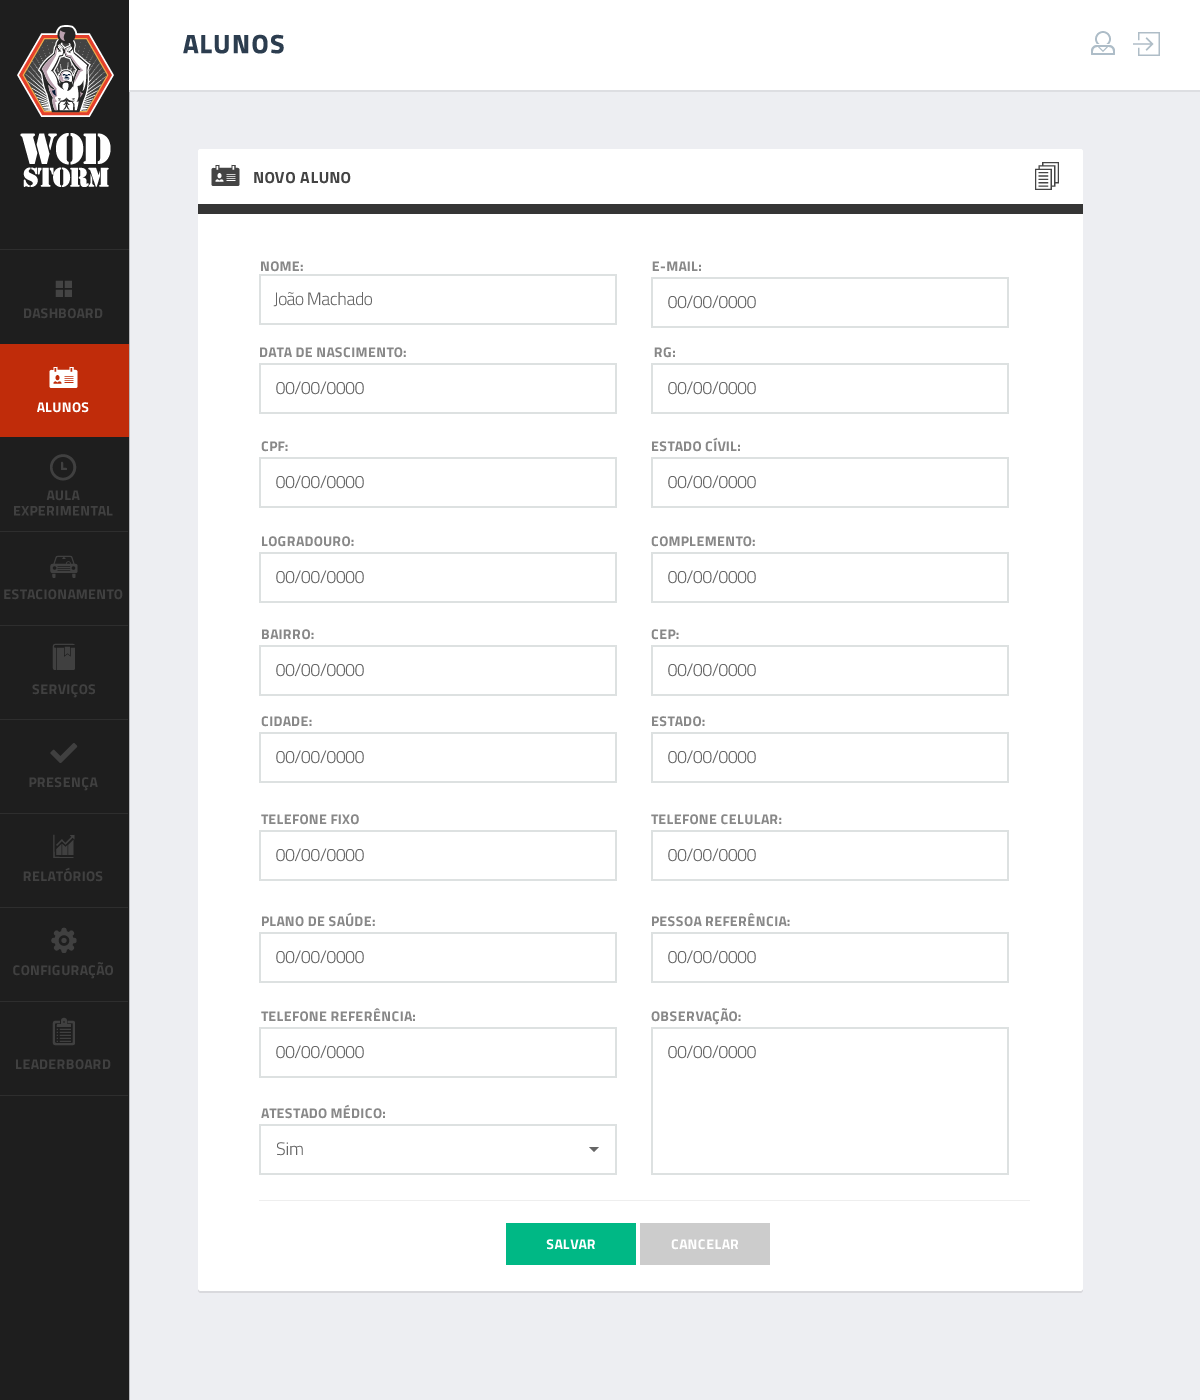 WOD
STORM
DASHBOARD
ALUNOS
AULA
EXPERIMENTAL
ESTACIONAMENTO
SERVIÇOS
PRESENÇA
RELATÓRIOS
CONFIGURAÇÃO
LEADERBOARD
ALUNOS
NOVO ALUNO
NOME:
João Machado
E-MAIL:
00/00/0000
DATA DE NASCIMENTO:
00/00/0000
RG:
00/00/0000
CPF:
00/00/0000
ESTADO CÍVIL:
00/00/0000
LOGRADOURO:
00/00/0000
COMPLEMENTO:
00/00/0000
BAIRRO:
00/00/0000
CEP:
00/00/0000
CIDADE:
00/00/0000
ESTADO:
00/00/0000
TELEFONE FIXO
00/00/0000
TELEFONE CELULAR:
00/00/0000
PLANO DE SAÚDE:
00/00/0000
PESSOA REFERÊNCIA:
00/00/0000
TELEFONE REFERÊNCIA:
00/00/0000
OBSERVAÇÃO:
00/00/0000
ATESTADO MÉDICO:
Sim
SALVAR
CANCELAR